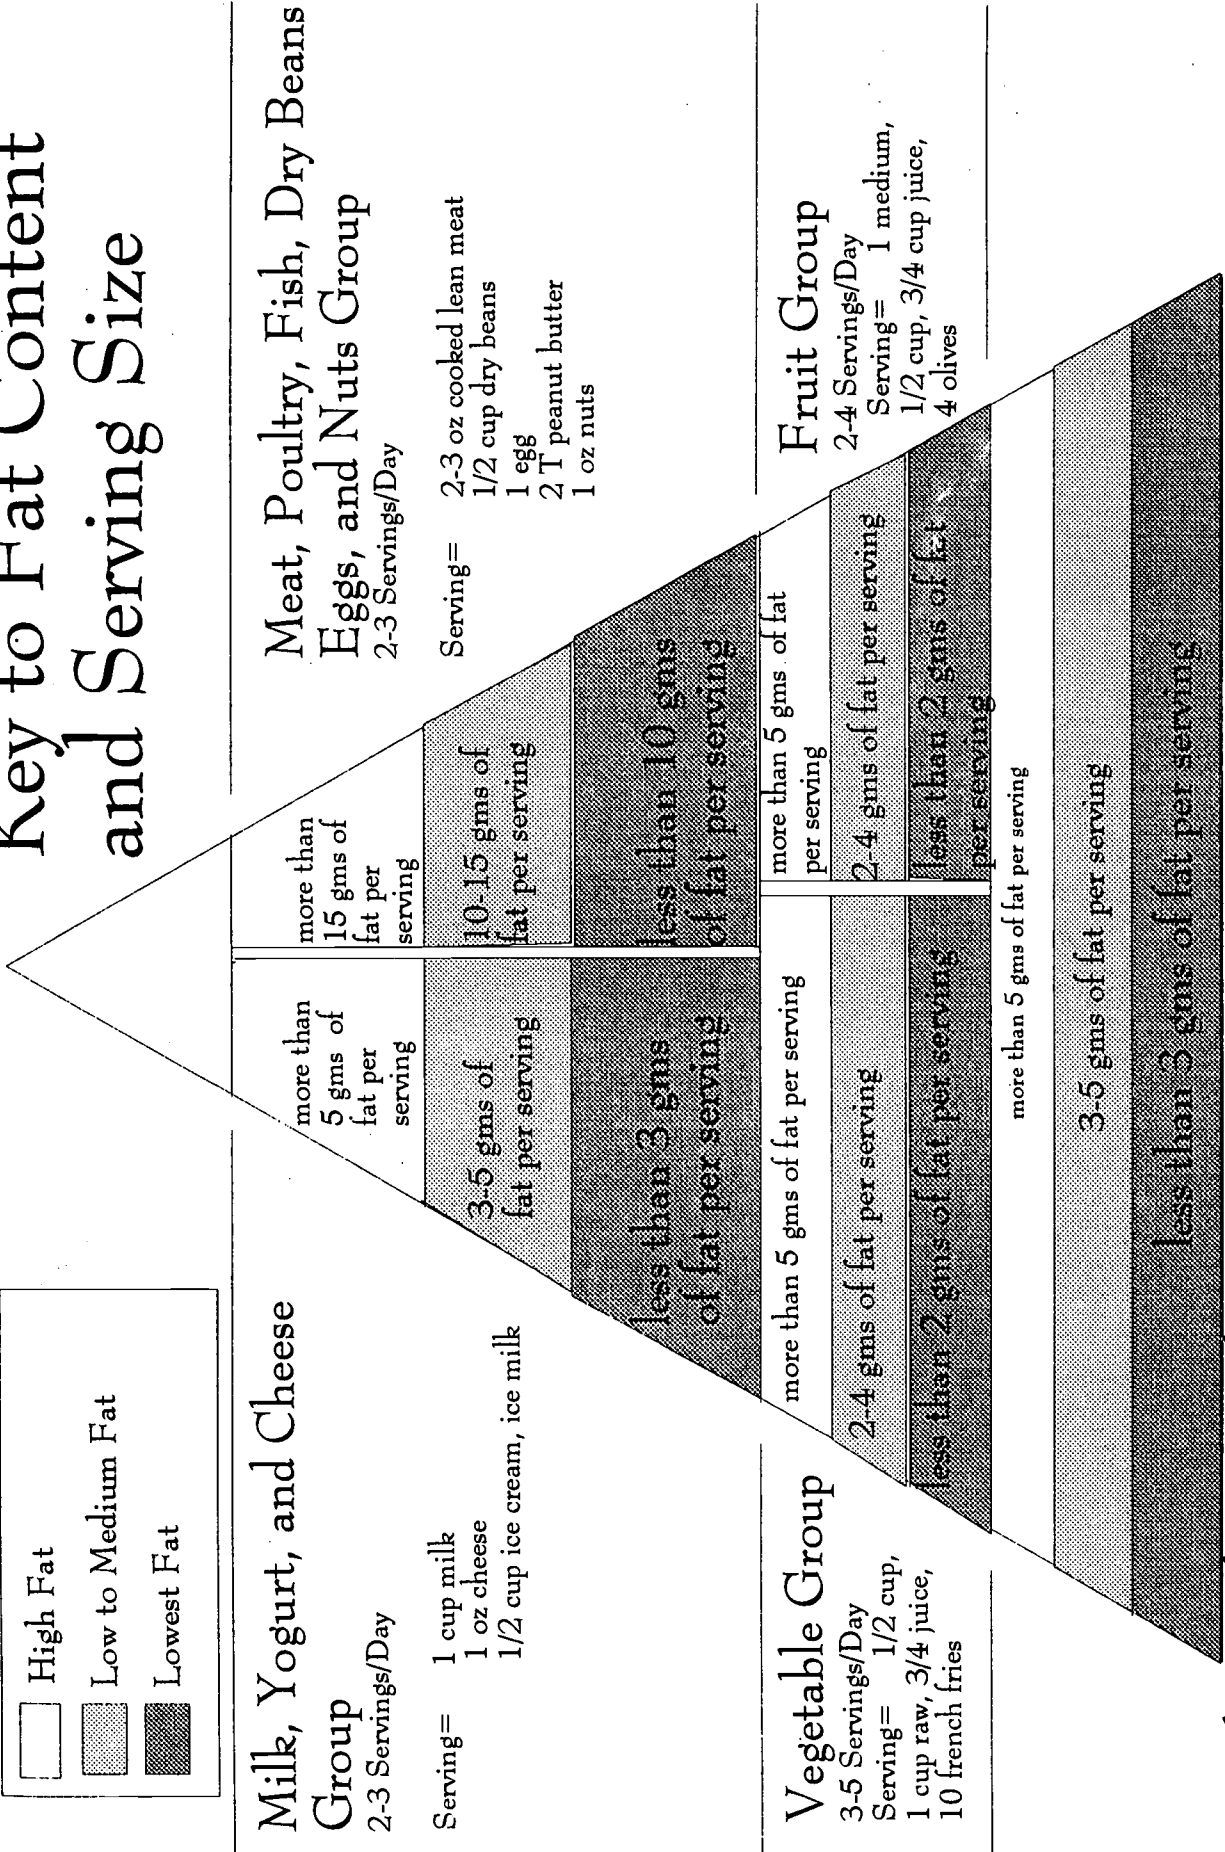 Key to Fat Content
and Serving Size
High Fat
Low to Medium Fat
Lowest Fat
Milk, Yogurt, and Cheese
Group
2-3 Servings/Day
Serving= 1 cup milk
1 oz cheese
1/2 cup ice cream, ice milk
more than
5 gms of
fat per
serving
3-5 gms of
fat per serving
less than 3 gms
of fat per serving
more than
15 gms of
fat per
serving
10-15 gms of
fat per serving
less than 10 gms
of fat per serving
Meat, Poultry, Fish, Dry Beans
Eggs, and Nuts Group
2-3 Servings/Day
Serving= 2-3 oz cooked lean meat
1/2 cup dry beans
1 egg
2 T peanut butter
1 oz nuts
Vegetable Group
3-5 Servings/Day
Serving= 1/2 cup,
1 cup raw, 3/4 juice,
10 french fries
more than 5 gms of fat per serving
2-4 gms of fat per serving
less than 2 gms of fat per serving
more than 5 gms of fat
per serving
2-4 gms of fat per serving
less than 2 gms of fat
per serving
Fruit Group
2-4 Servings/Day
Serving= 1 medium,
1/2 cup, 3/4 cup juice,
4 olives
more than 5 gms of fat per serving
3-5 gms of fat per serving
less than 3 gms of fat per serving